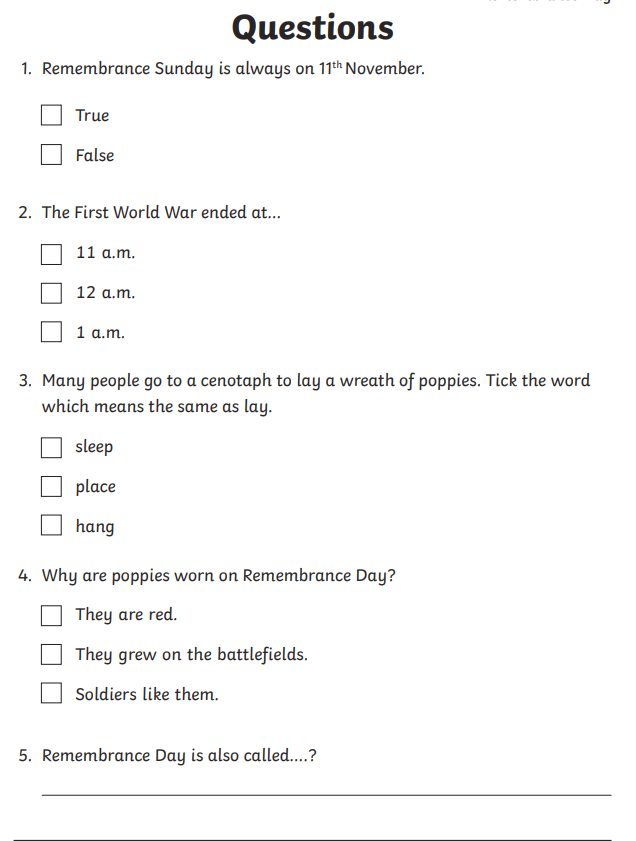 Questions
1. Remembrance Sunday is always on 11th November.
True
False
2. The First World War ended at...
11 a.m.
12 a.m.
1 a.m.
3. Many people go to a cenotaph to lay a wreath of poppies. Tick the word
which means the same as lay.
sleep
place
hang
4. Why are poppies worn on Remembrance Day?
They are red.
They grew on the battlefields.
Soldiers like them.
5. Remembrance Day is also called....?